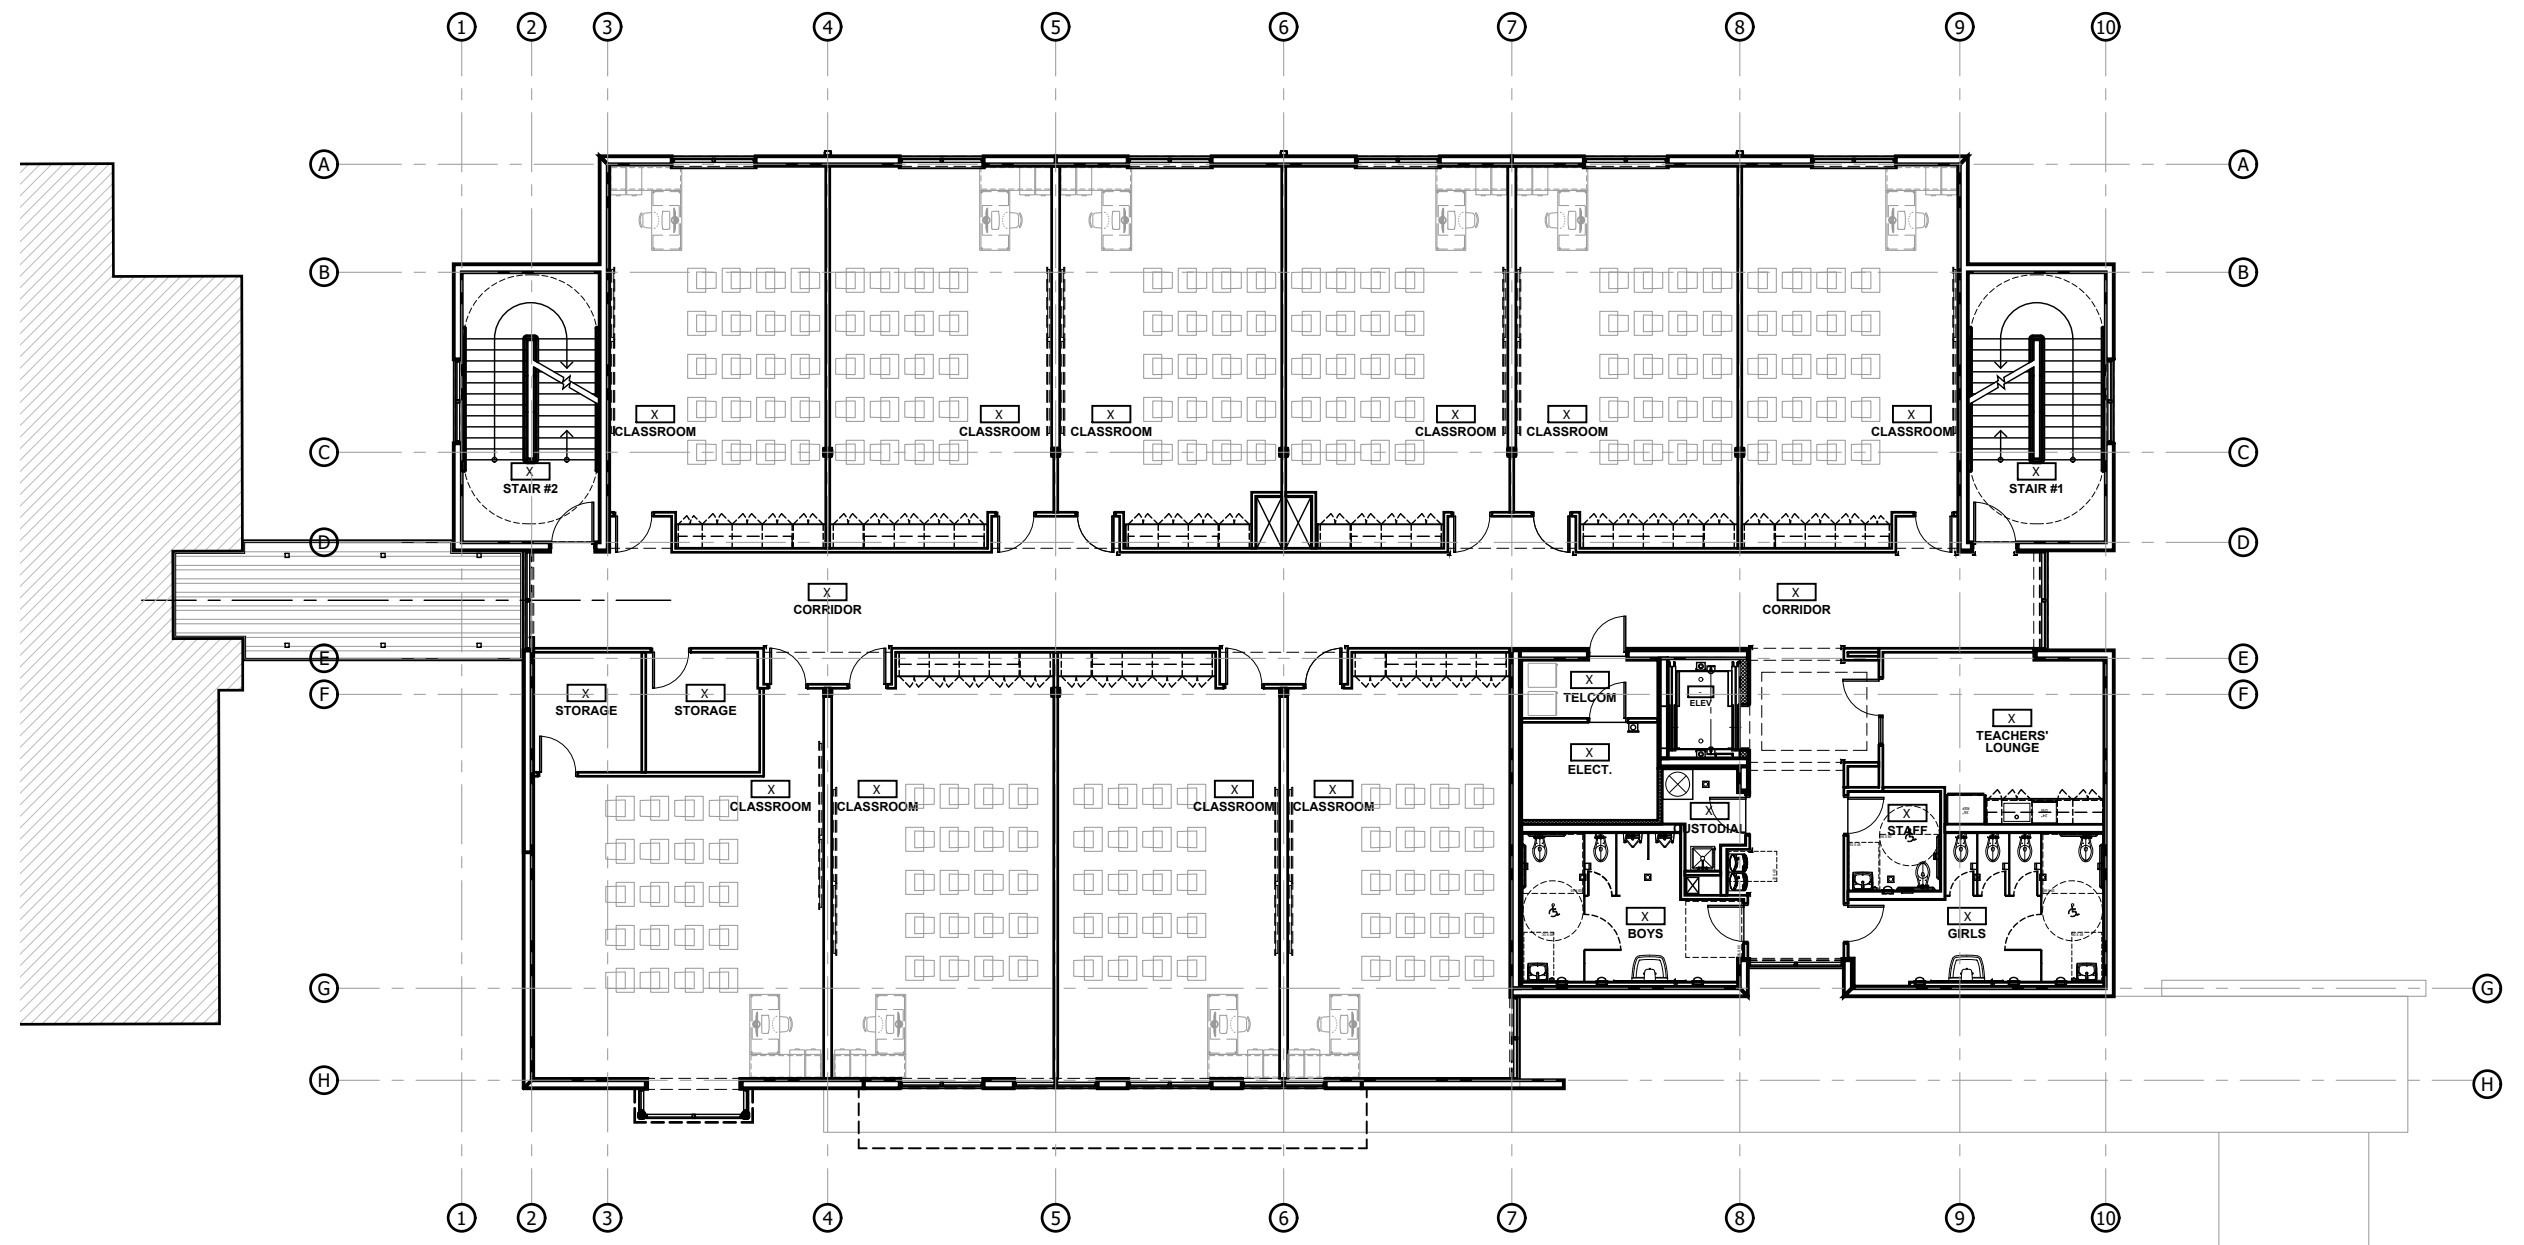 1 2 3 4 5 6 7 8 9 10
A A
B B
X X X X X X
CLASSROOM CLASSROOM CLASSROOM CLASSROOM CLASSROOM CLASSROOM
C C
X X
STAIR #2 STAIR #1
D D
X X
CORRIDOR CORRIDOR
E E
X X X
STORAGE STORAGE TELCOM
ELEV
F F
X
TEACHERS'
LOUNGE
X
ELECT.
X X X X
CLASSROOM CLASSROOM CLASSROOM CLASSROOM
X X
CUSTODIAL STAFF
X X
BOYS GIRLS
G G
H H
1 2 3 4 5 6 7 8 9 10